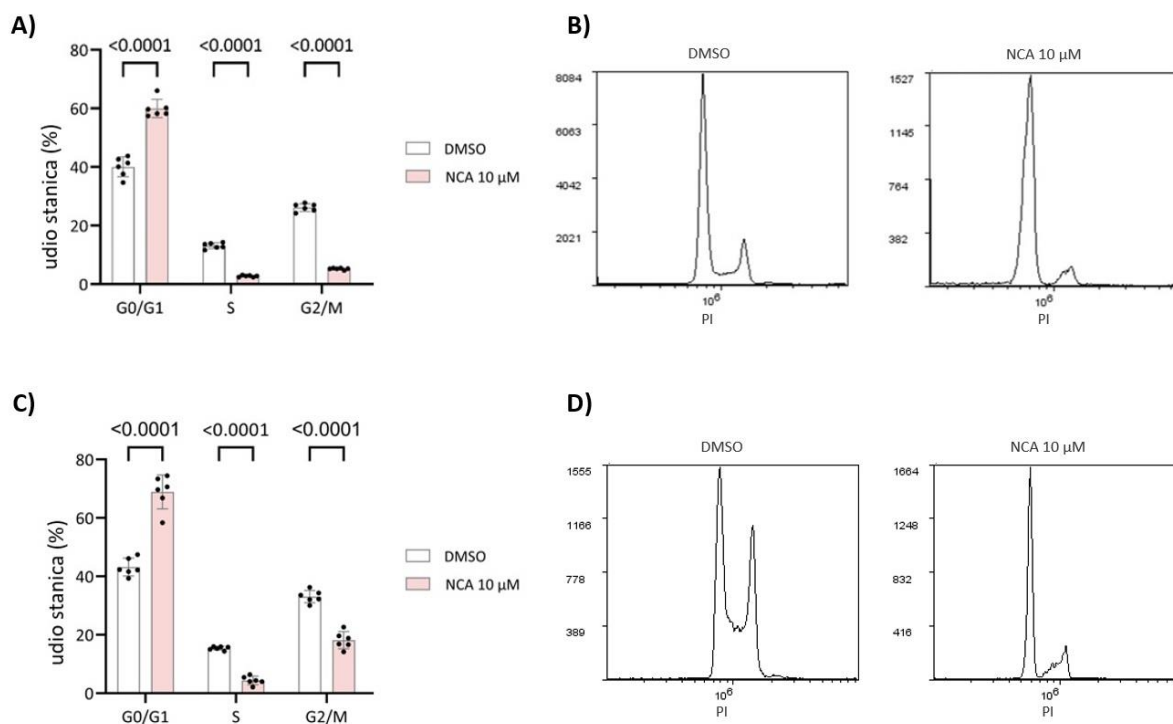 A)
<0.0001 <0.0001 <0.0001
80
60
40
20
0
udio stanica (%)
G0/G1 S G2/M
DMSO
NCA 10 µM
B)
DMSO
8084
6063
4042
2021
10⁶
PI
NCA 10 µM
1527
1145
764
382
10⁶
PI
C)
<0.0001 <0.0001 <0.0001
80
60
40
20
0
udio stanica (%)
G0/G1 S G2/M
DMSO
NCA 10 µM
D)
DMSO
1555
1166
778
389
10⁶
PI
NCA 10 µM
1664
1248
832
416
10⁶
PI